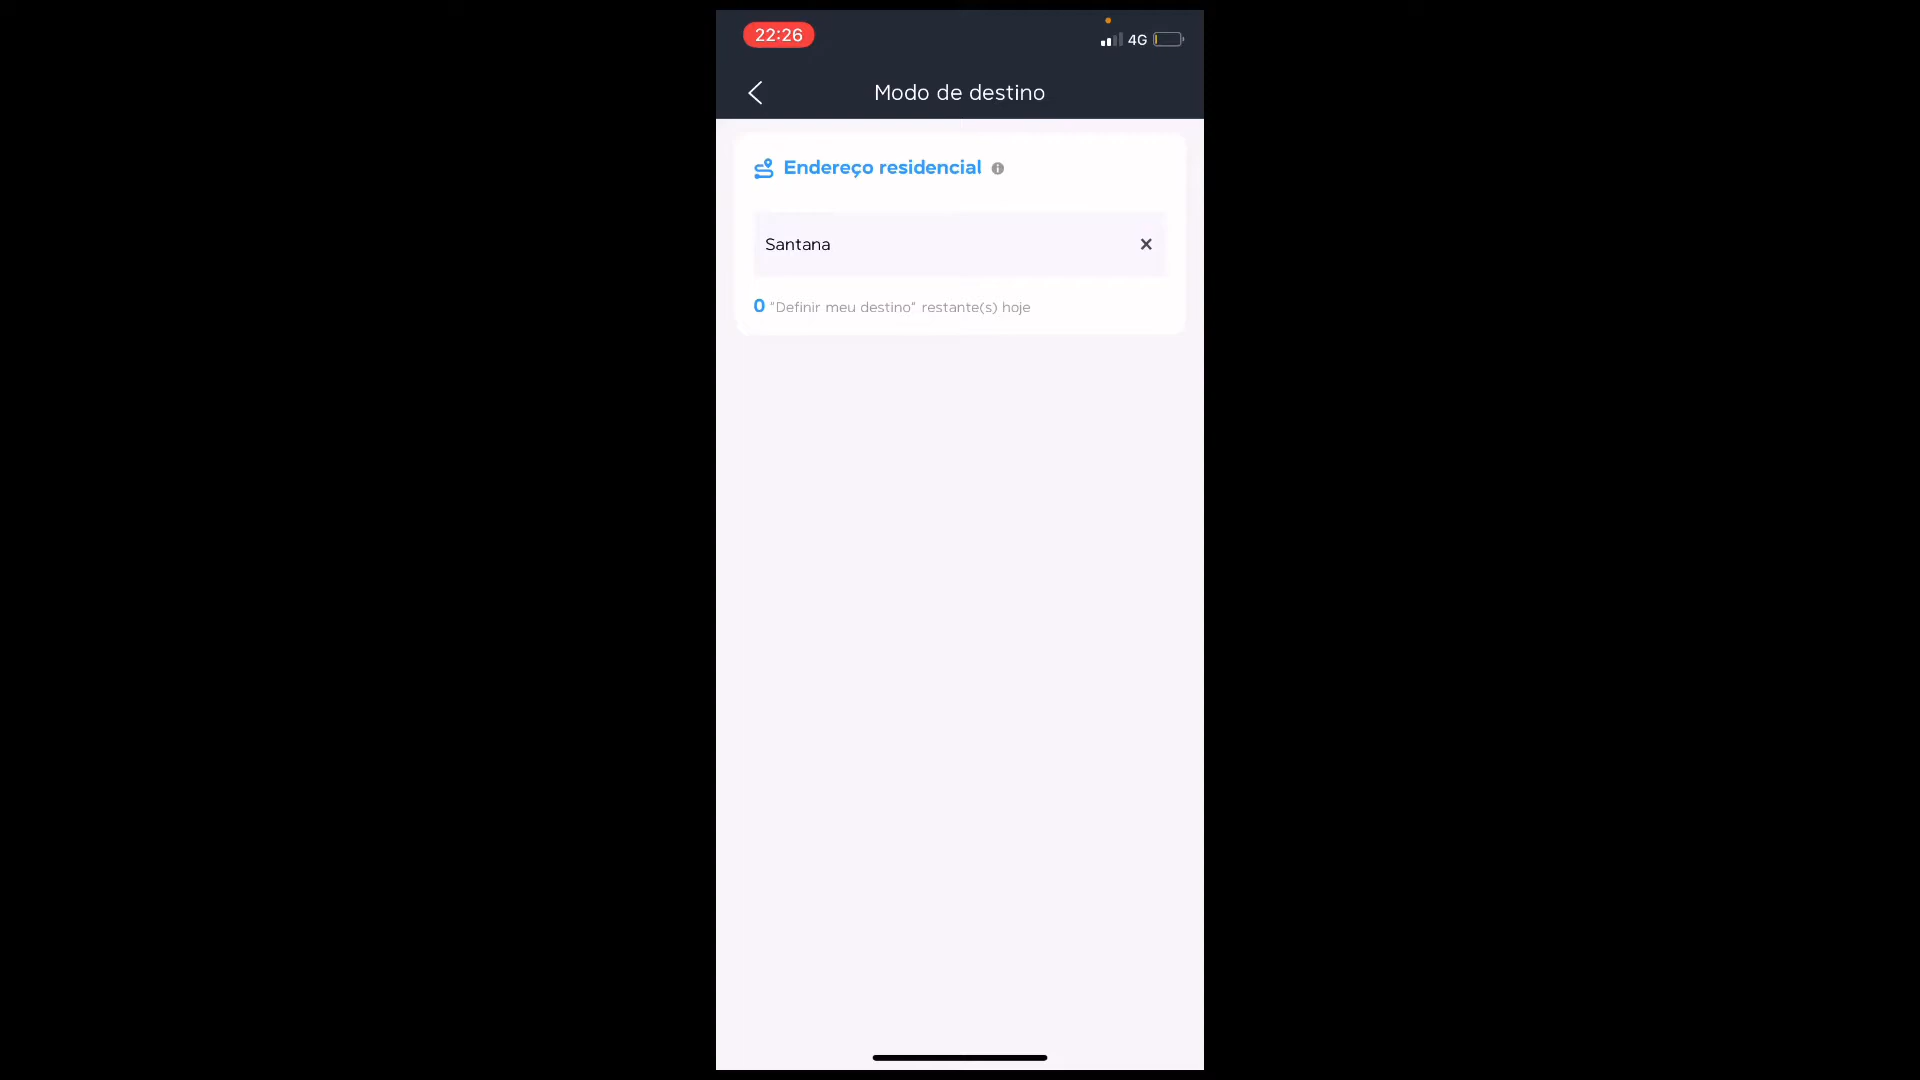 22:26
4G
Modo de destino
Endereço residencial
Santana
0 "Definir meu destino" restante(s) hoje